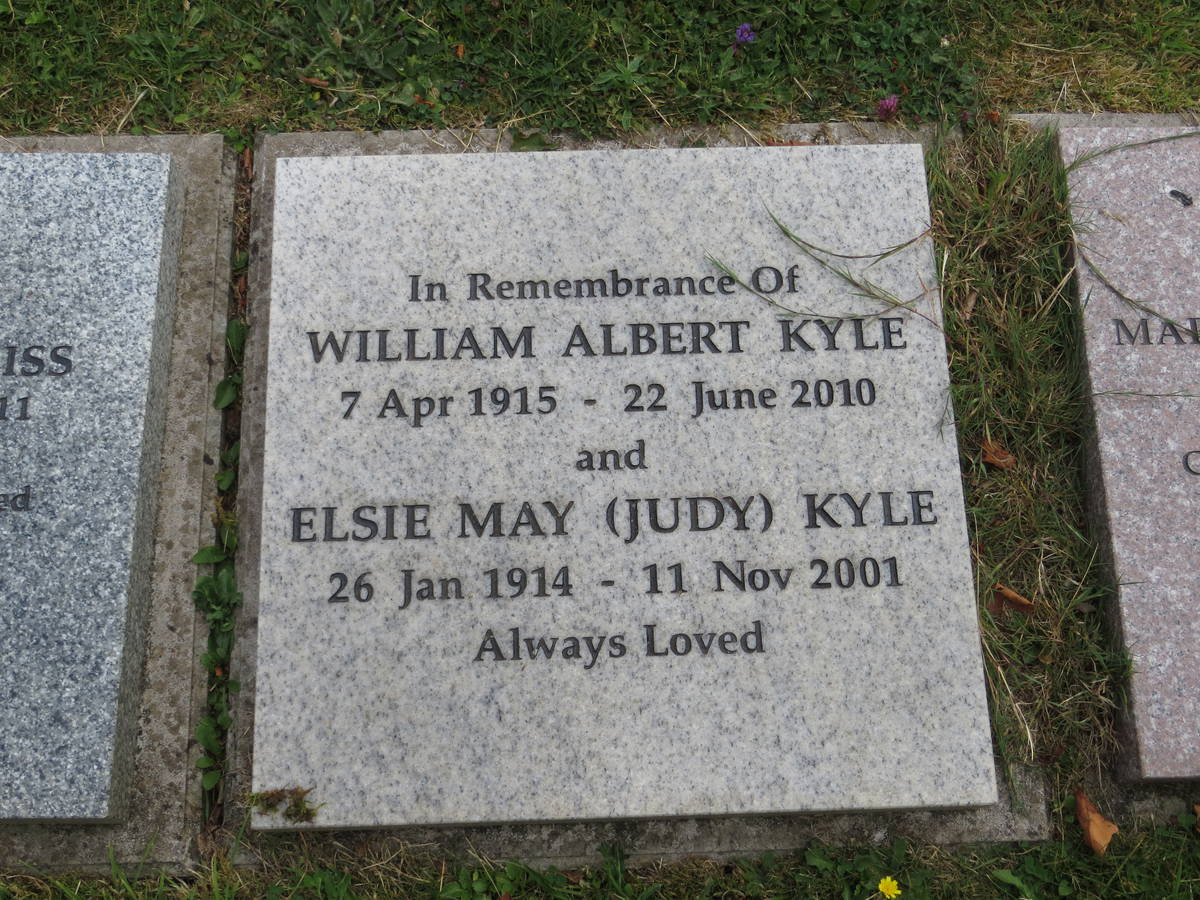 In Remembrance Of
WILLIAM ALBERT KYLE
7 Apr 1915 - 22 June 2010
and
ELSIE MAY (JUDY) KYLE
26 Jan 1914 - 11 Nov 2001
Always Loved